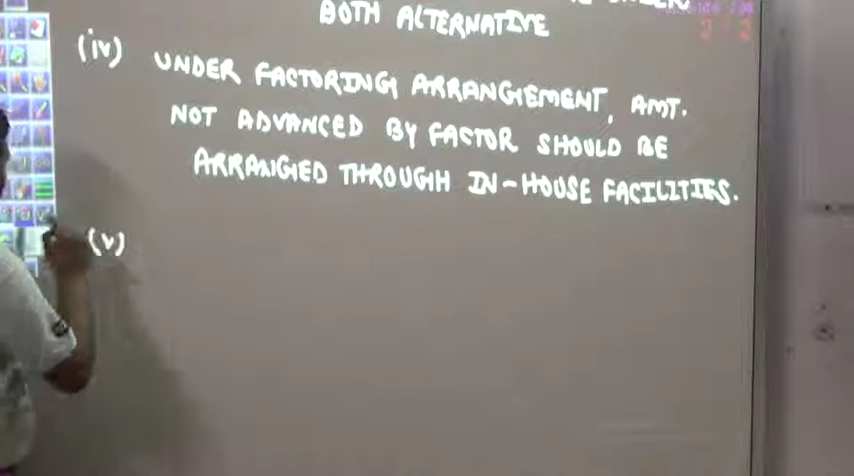 BOTH ALTERNATIVE
(iv) UNDER FACTORING ARRANGEMENT, AMT.
NOT ADVANCED BY FACTOR SHOULD BE
ARRANGED THROUGH IN-HOUSE FACILITIES.
(v)